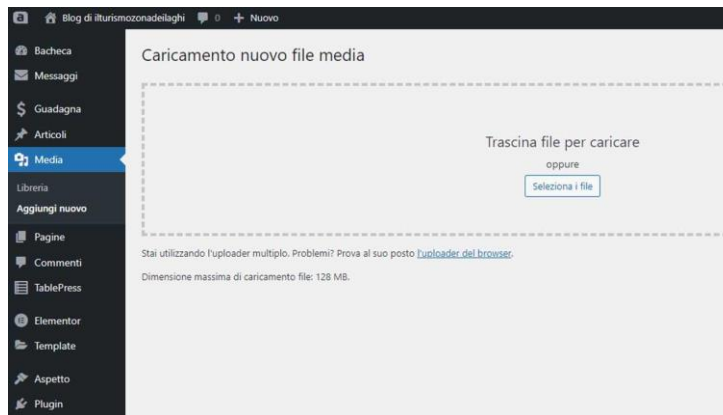 a Blog di ilturismozonadeilaghi 0 + Nuovo
Bacheca
Messaggi
Guadagna
Articoli
Media
Libreria
Aggiungi nuovo
Pagine
Commenti
TablePress
Elementor
Template
Aspetto
Plugin
Caricamento nuovo file media
Trascina file per caricare
oppure
Seleziona i file
Stai utilizzando l'uploader multiplo. Problemi? Prova al suo posto l'uploader del browser.
Dimensione massima di caricamento file: 128 MB.